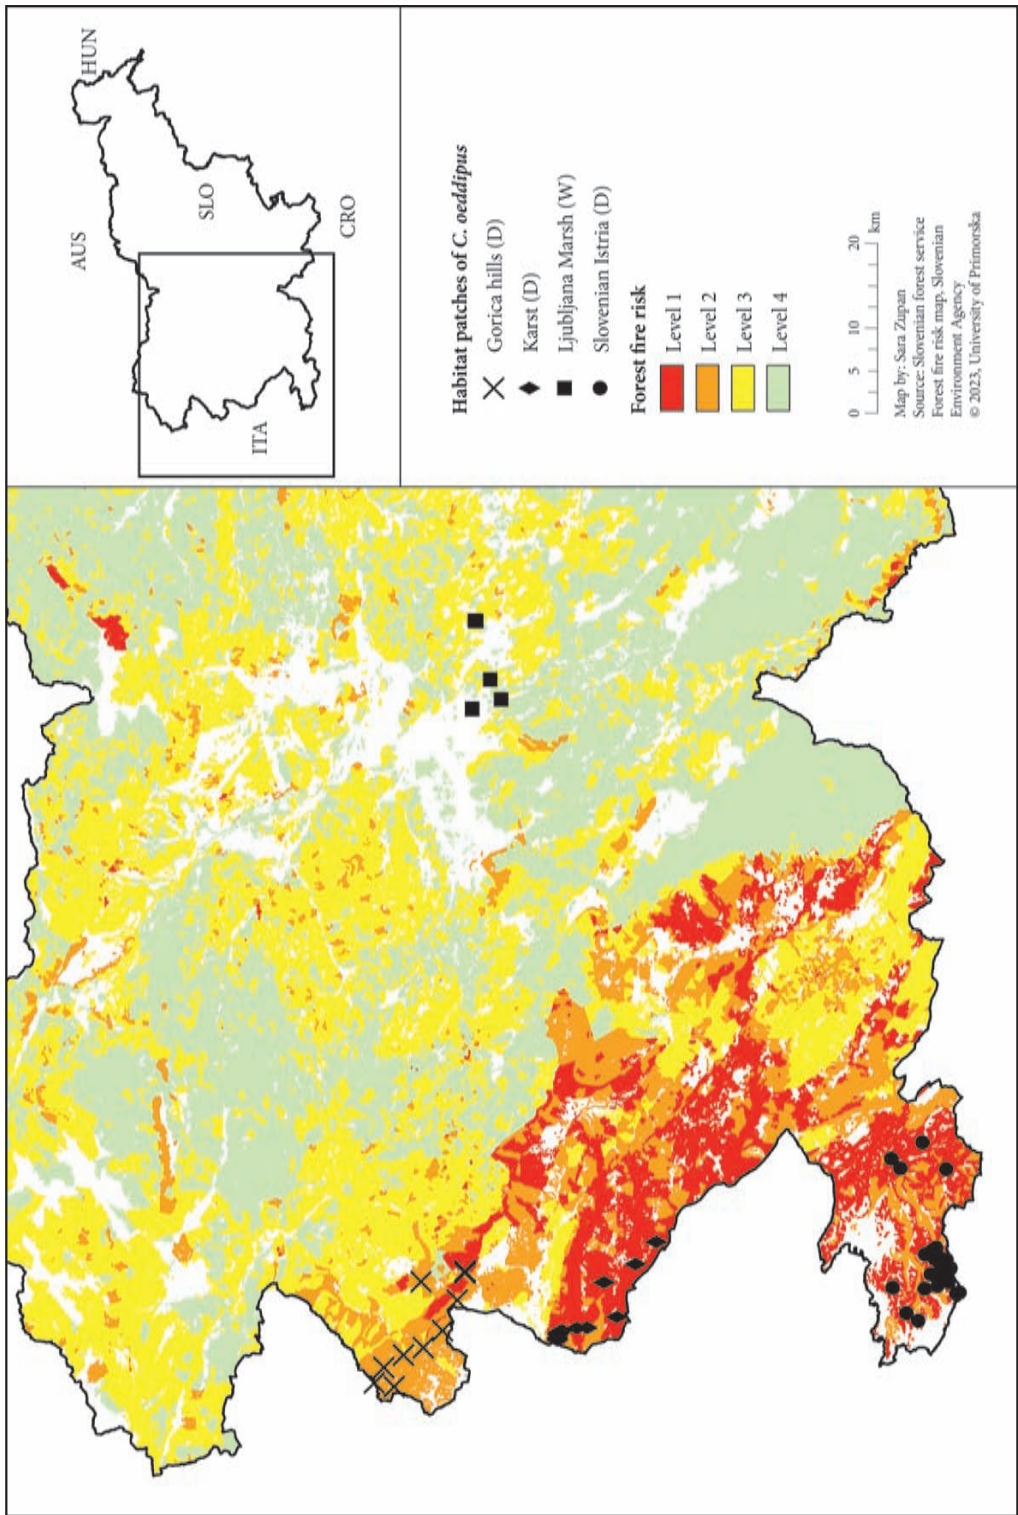 AUS
HUN
SLO
CRO
ITA
Habitat patches of C. oeddipus
Gorica hills (D)
Karst (D)
Ljubljana Marsh (W)
Slovenian Istria (D)
Forest fire risk
Level 1
Level 2
Level 3
Level 4
0 5 10 20
km
Map by: Sara Zupan
Source: Slovenian forest service
Forest fire risk map, Slovenian
Environment Agency
© 2023, University of Primorska